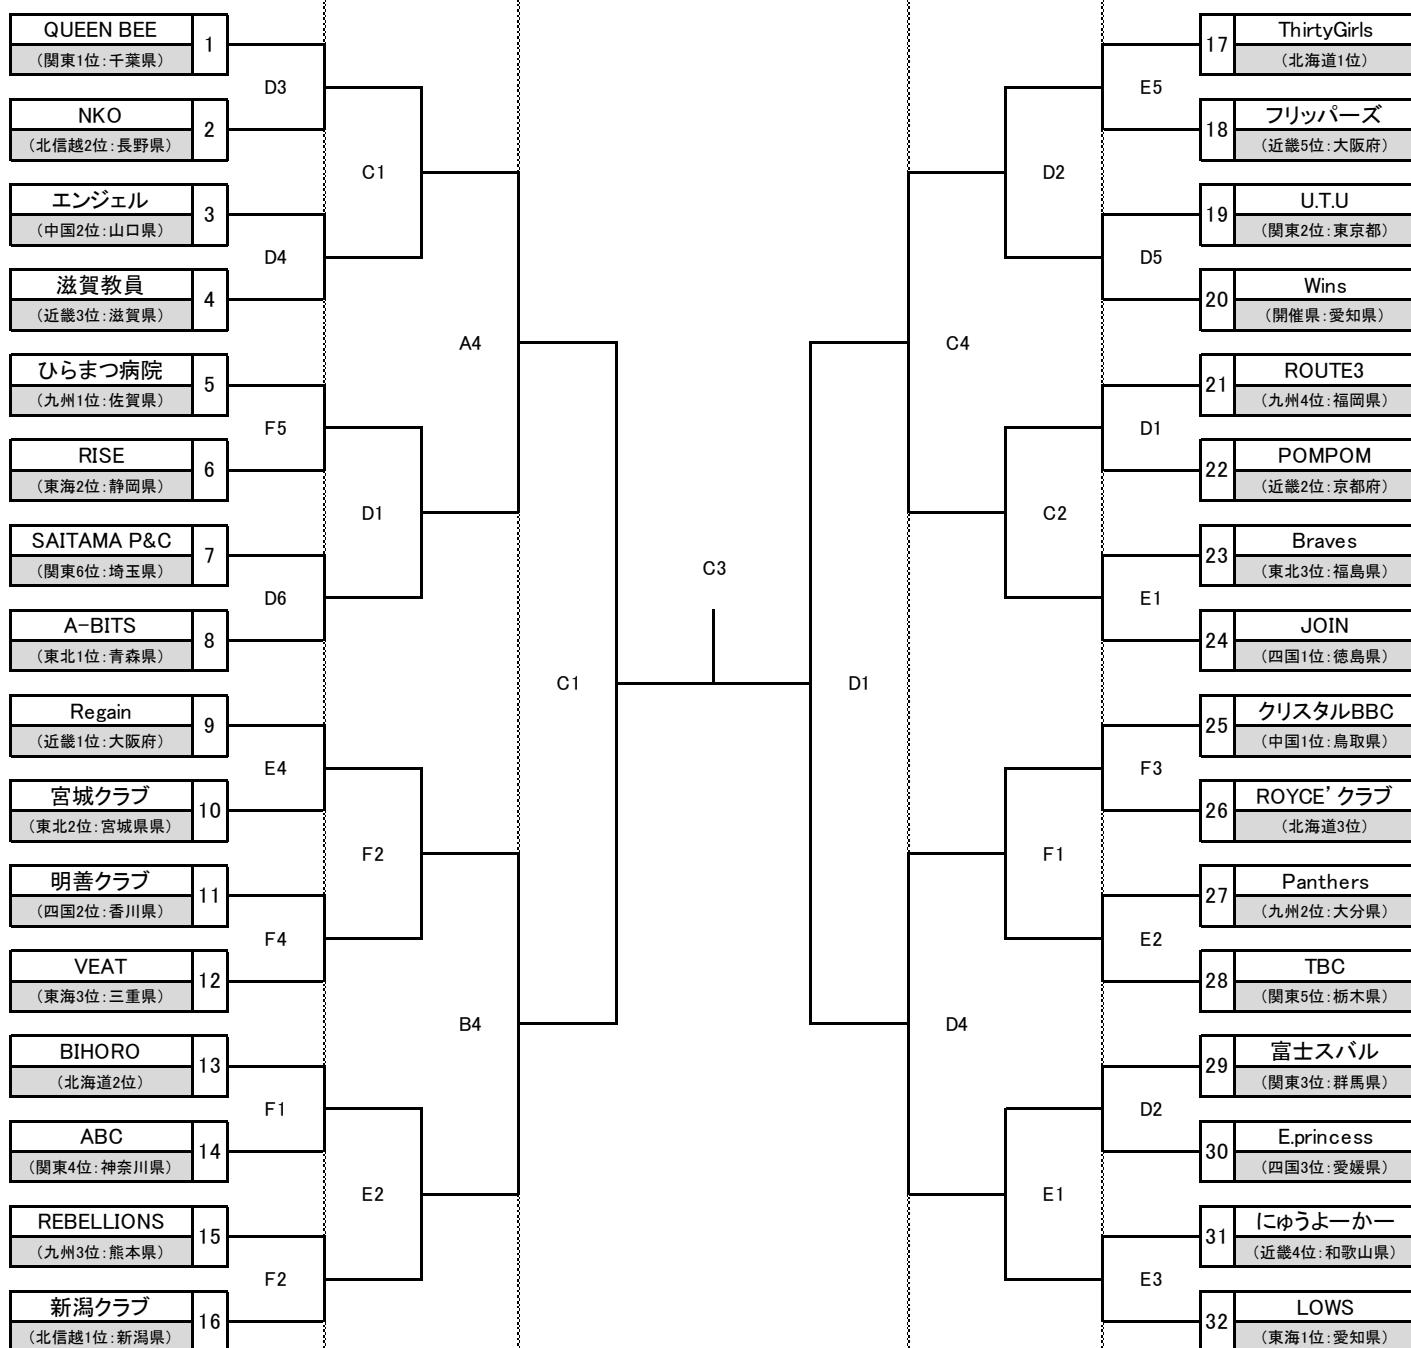 QUEEN BEE
1
（関東1位：千葉県）
D3
NKO
2
（北信越2位：長野県）
C1
エンジェル
3
（中国2位：山口県）
D4
滋賀教員
4
（近畿3位：滋賀県）
A4
ひらまつ病院
5
（九州1位：佐賀県）
F5
RISE
6
（東海2位：静岡県）
D1
SAITAMA P&C
7
（関東6位：埼玉県）
D6
A-BITS
8
（東北1位：青森県）
C1
Regain
9
（近畿1位：大阪府）
E4
宮城クラブ
10
（東北2位：宮城県県）
F2
明善クラブ
11
（四国2位：香川県）
F4
VEAT
12
（東海3位：三重県）
B4
BIHORO
13
（北海道2位）
F1
ABC
14
（関東4位：神奈川県）
E2
REBELLIONS
15
（九州3位：熊本県）
F2
新潟クラブ
16
（北信越1位：新潟県）
C3
17
ThirtyGirls
（北海道1位）
E5
18
フリッパーズ
（近畿5位：大阪府）
D2
19
U.T.U
（関東2位：東京都）
D5
20
Wins
（開催県：愛知県）
C4
21
ROUTE3
（九州4位：福岡県）
D1
22
POMPOM
（近畿2位：京都府）
C2
23
Braves
（東北3位：福島県）
E1
24
JOIN
（四国1位：徳島県）
D1
25
クリスタルBBC
（中国1位：鳥取県）
F3
26
ROYCE’クラブ
（北海道3位）
F1
27
Panthers
（九州2位：大分県）
E2
28
TBC
（関東5位：栃木県）
D4
29
富士スバル
（関東3位：群馬県）
D2
30
E.princess
（四国3位：愛媛県）
E1
31
にゅうよーかー
（近畿4位：和歌山県）
E3
32
LOWS
（東海1位：愛知県）